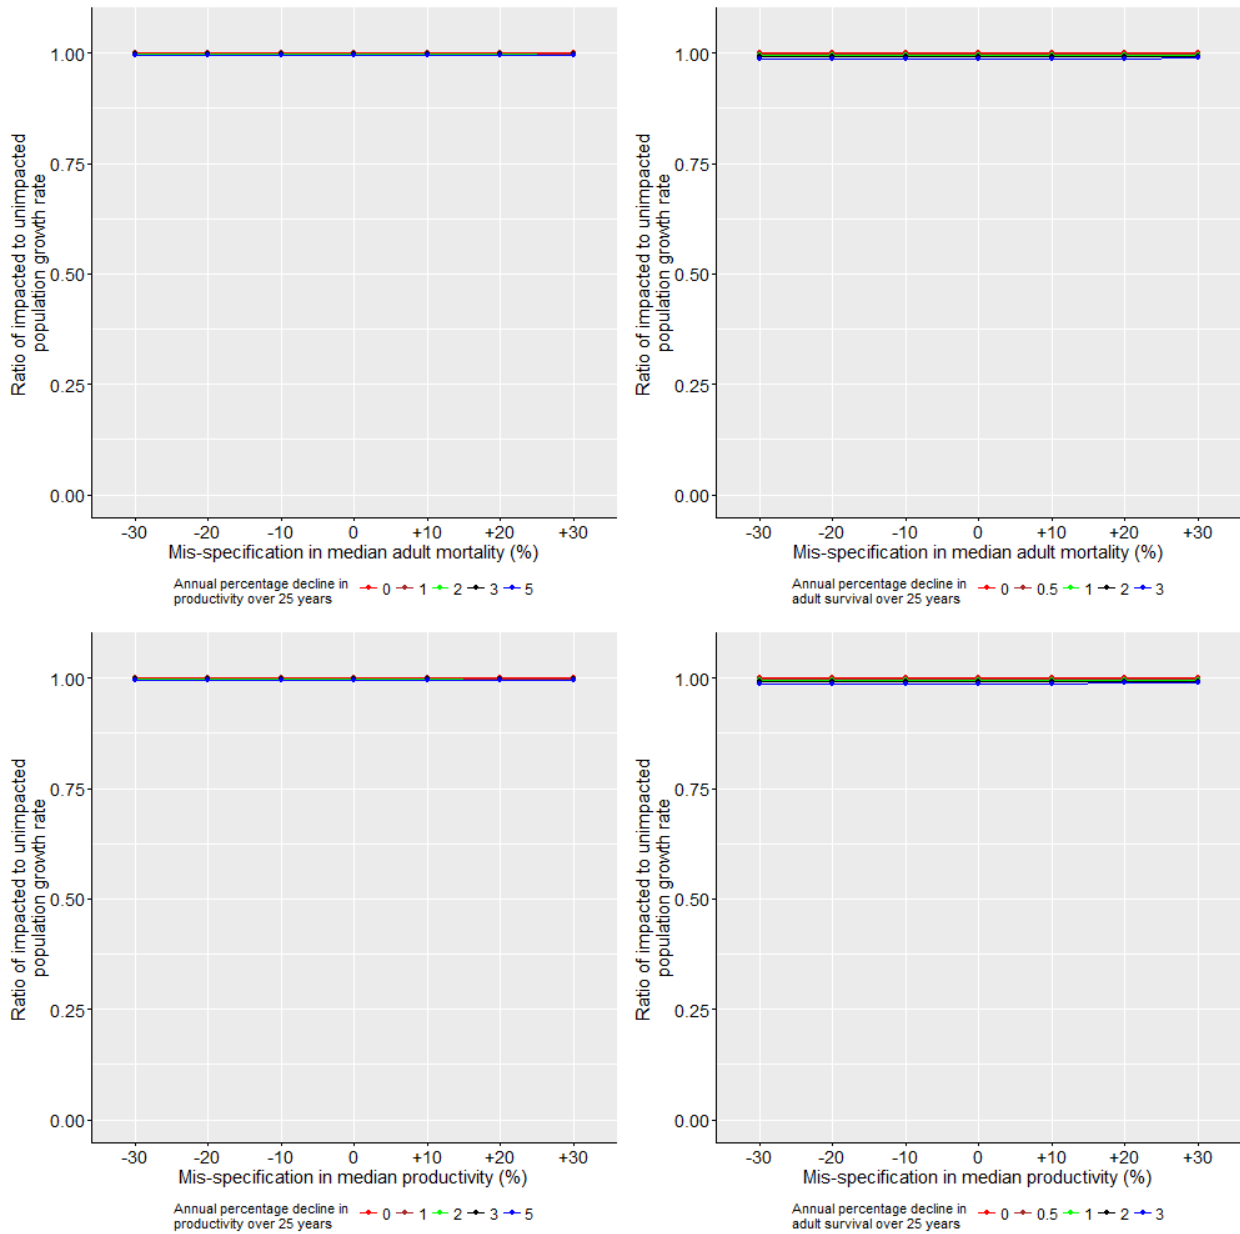 Ratio of impacted to unimpacted
population growth rate
1.00
0.75
0.50
0.25
0.00
-30 -20 -10 0 +10 +20 +30
Mis-specification in median adult mortality (%)
Annual percentage decline in
productivity over 25 years
0 1 2 3 5
Ratio of impacted to unimpacted
population growth rate
1.00
0.75
0.50
0.25
0.00
-30 -20 -10 0 +10 +20 +30
Mis-specification in median adult mortality (%)
Annual percentage decline in
adult survival over 25 years
0 0.5 1 2 3
Ratio of impacted to unimpacted
population growth rate
1.00
0.75
0.50
0.25
0.00
-30 -20 -10 0 +10 +20 +30
Mis-specification in median productivity (%)
Annual percentage decline in
productivity over 25 years
0 1 2 3 5
Ratio of impacted to unimpacted
population growth rate
1.00
0.75
0.50
0.25
0.00
-30 -20 -10 0 +10 +20 +30
Mis-specification in median productivity (%)
Annual percentage decline in
adult survival over 25 years
0 0.5 1 2 3